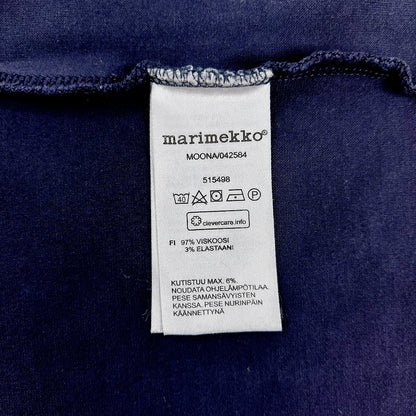 marimekko®
MOONA/042584
515498
40 P
clevercare.info
FI 97% VISKOOSI
3% ELASTAANI
KUTISTUU MAX. 6%.
NOUDATA OHJELÄMPÖTILAA.
PESE SAMANSÄVYISTEN
KANSSA. PESE NURINPÄIN
KÄÄNNETTYNÄ